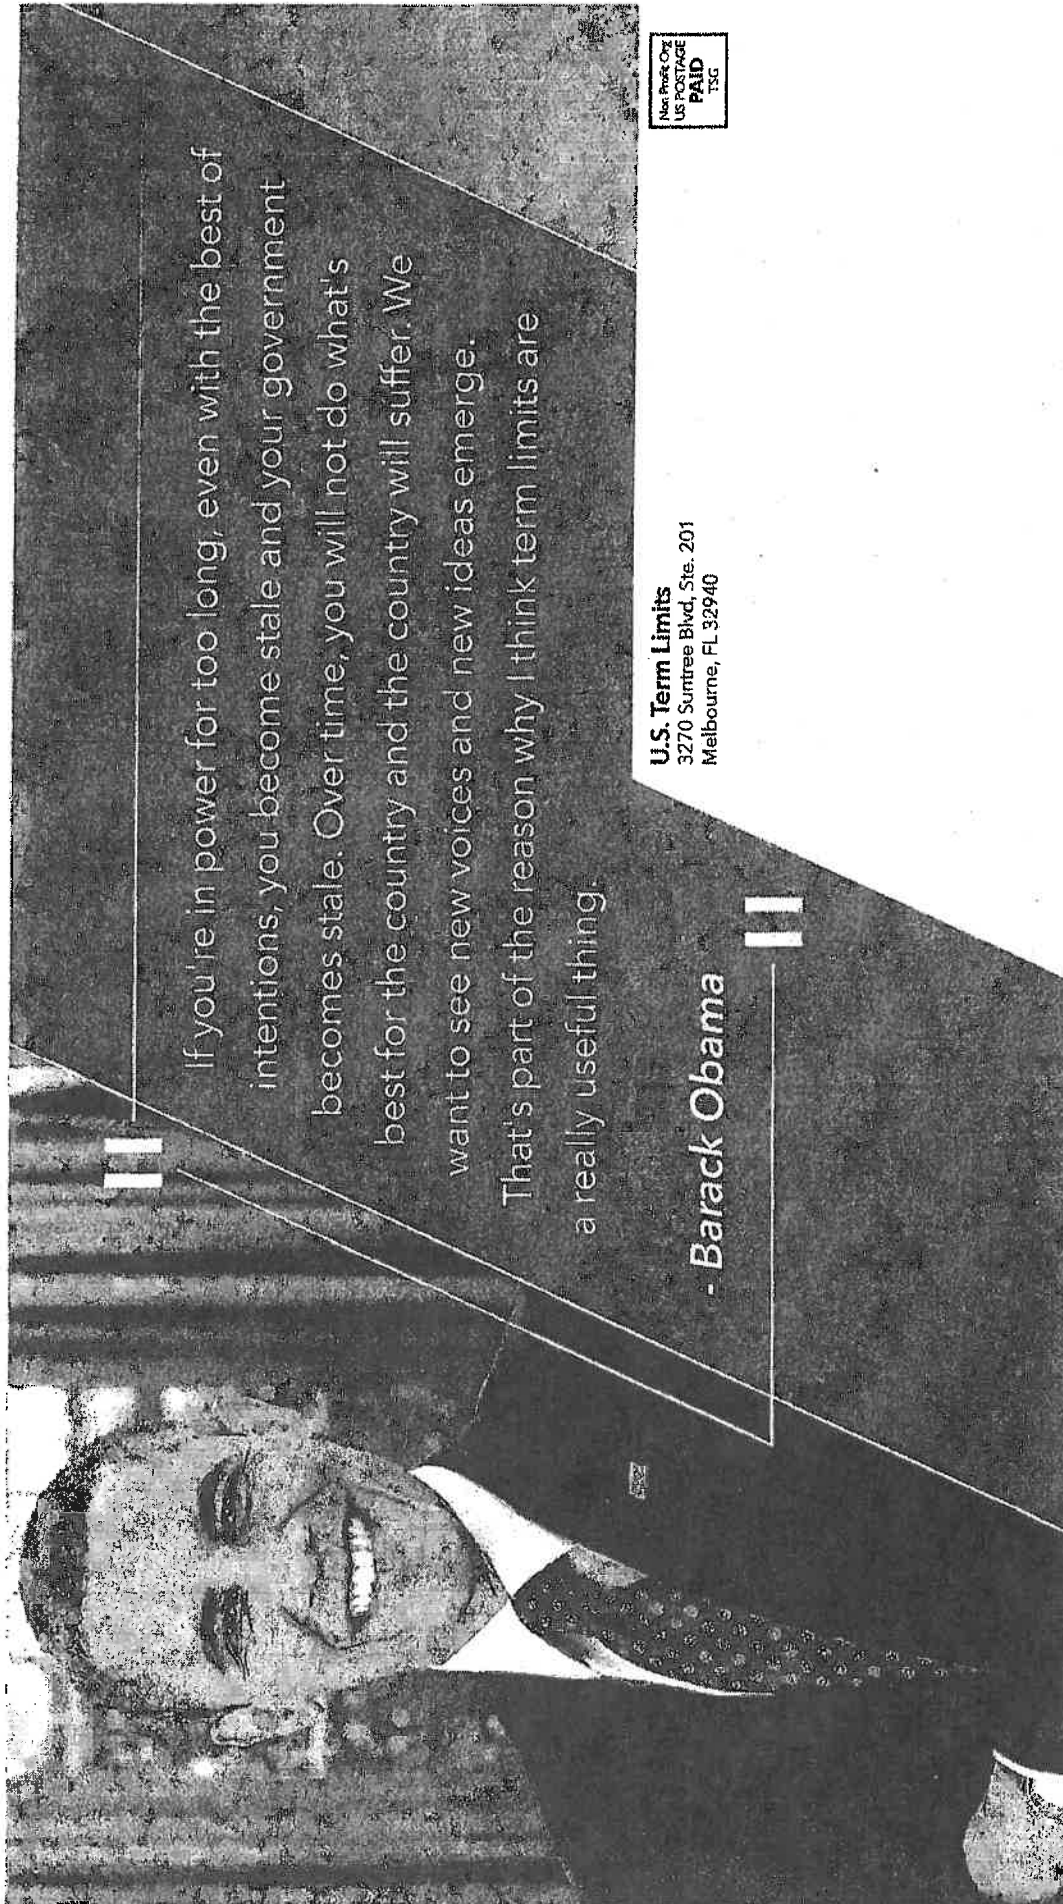 If you're in power for too long, even with the best of
intentions, you become stale and your government
becomes stale. Over time, you will not do what's
best for the country and the country will suffer. We
want to see new voices and new ideas emerge.
That's part of the reason why I think term limits are
a really useful thing.
- Barack Obama
U.S. Term Limits
3270 Suntree Blvd, Ste. 201
Melbourne, FL 32940
Non Profit Org
US POSTAGE
PAID
TSG